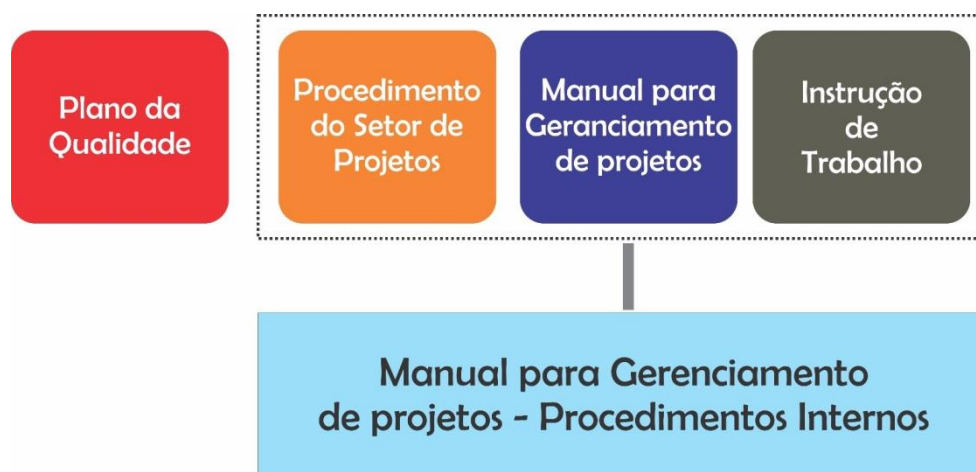 Plano da
Qualidade
Procedimento
do Setor de
Projetos
Manual para
Geranciamento
de projetos
Instrução
de
Trabalho
Manual para Gerenciamento
de projetos - Procedimentos Internos